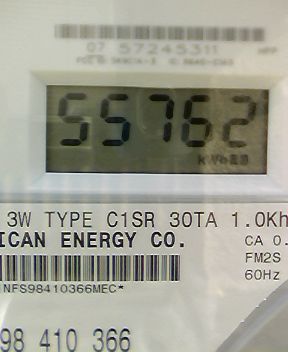 07 57245311
55762
kWh
3W TYPE C1SR 30TA 1.0Kh
ICAN ENERGY CO.
CA 0.
FM2S
60Hz
NFS98410366MEC*
98 410 366